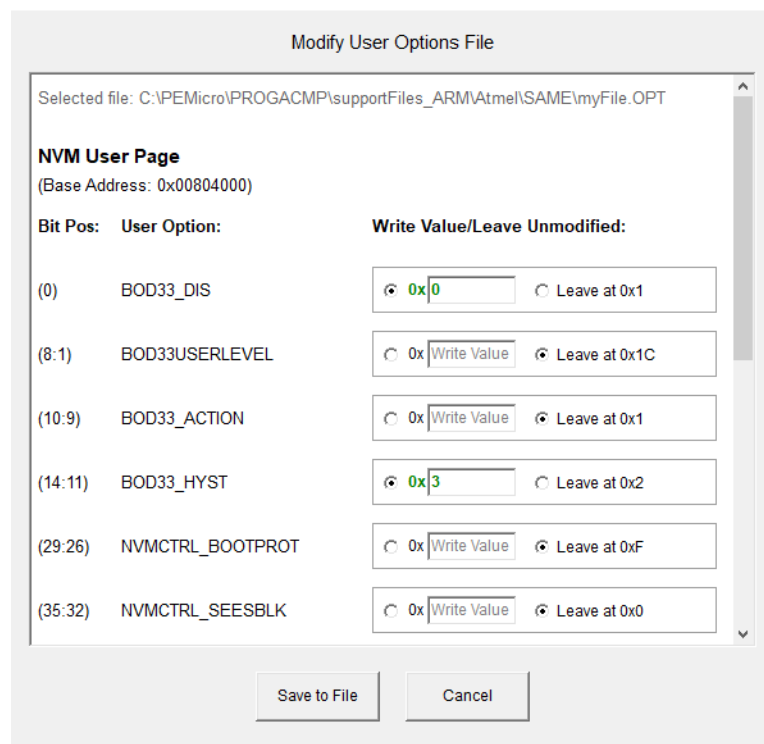 Modify User Options File
Selected file: C:\PEMicro\PROGACMP\supportFiles_ARM\Atmel\SAME\myFile.OPT
NVM User Page
(Base Address: 0x00804000)
Bit Pos: User Option: Write Value/Leave Unmodified:
(0) BOD33_DIS 0x 0 Leave at 0x1
(8:1) BOD33USERLEVEL 0x Write Value Leave at 0x1C
(10:9) BOD33_ACTION 0x Write Value Leave at 0x1
(14:11) BOD33_HYST 0x 3 Leave at 0x2
(29:26) NVMCTRL_BOOTPROT 0x Write Value Leave at 0xF
(35:32) NVMCTRL_SEESBLK 0x Write Value Leave at 0x0
Save to File Cancel